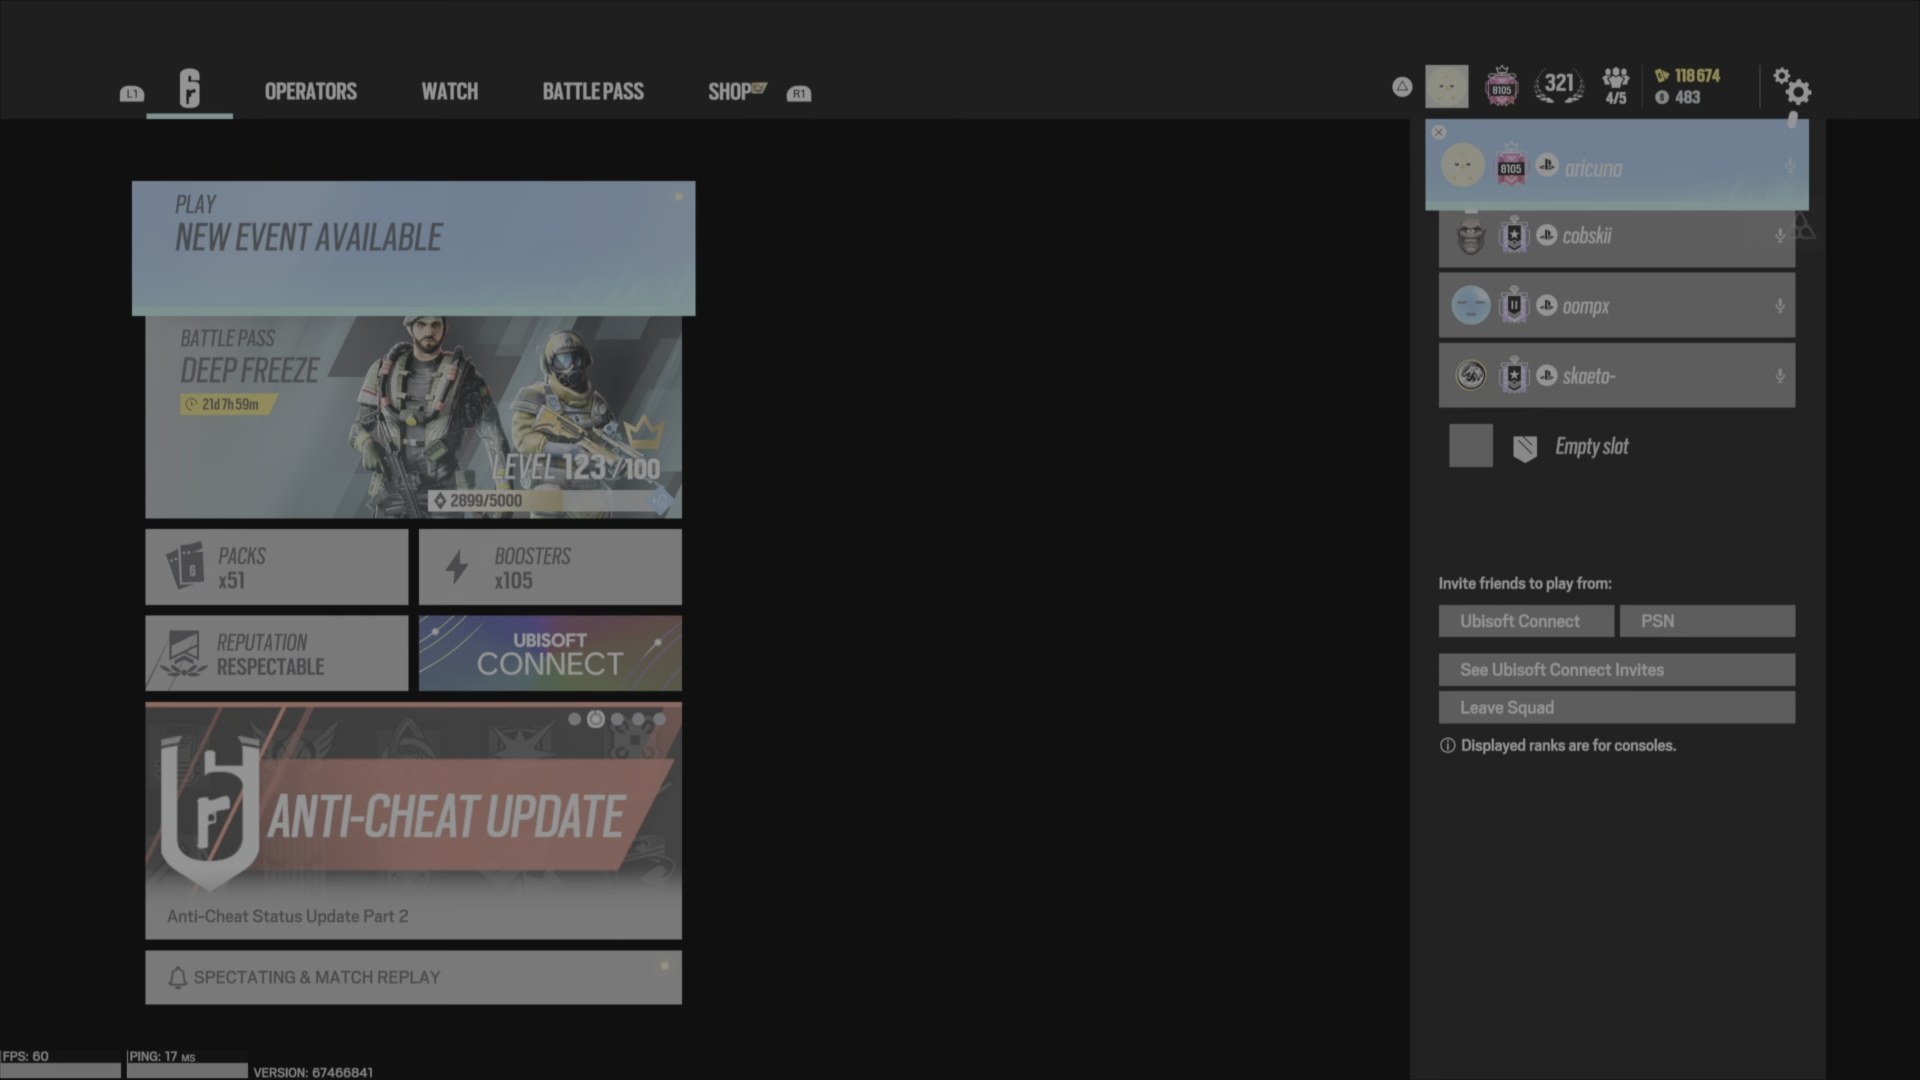 L1
OPERATORS
WATCH
BATTLE PASS
SHOP
R1
8105
321
4/5
118 674
483
PLAY
NEW EVENT AVAILABLE
BATTLE PASS
DEEP FREEZE
21d 7h 59m
LEVEL 123/100
2899/5000
PACKS
x51
BOOSTERS
x105
REPUTATION
RESPECTABLE
UBISOFT
CONNECT
ANTI-CHEAT UPDATE
Anti-Cheat Status Update Part 2
SPECTATING & MATCH REPLAY
FPS: 60
PING: 17 MS
VERSION: 67466841
8105
aricuna
cobskii
oompx
skaeto-
Empty slot
Invite friends to play from:
Ubisoft Connect
PSN
See Ubisoft Connect Invites
Leave Squad
Displayed ranks are for consoles.